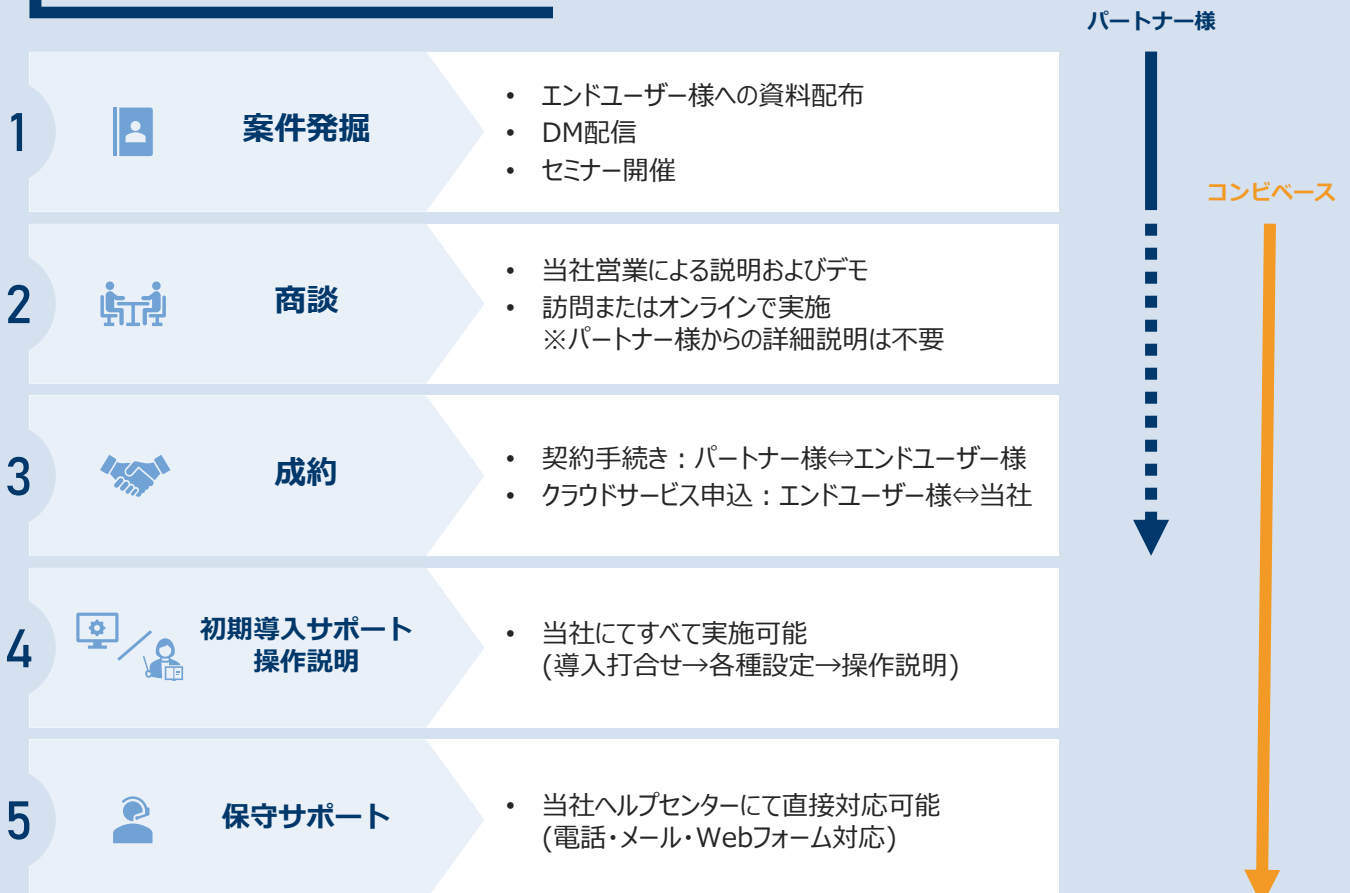 パートナー様
コンビベース
1
案件発掘
• エンドユーザー様への資料配布
• DM配信
• セミナー開催
2
商談
• 当社営業による説明およびデモ
• 訪問またはオンラインで実施
※パートナー様からの詳細説明は不要
3
成約
• 契約手続き：パートナー様⇔エンドユーザー様
• クラウドサービス申込：エンドユーザー様⇔当社
4
初期導入サポート
操作説明
• 当社にてすべて実施可能
(導入打合せ→各種設定→操作説明)
5
保守サポート
• 当社ヘルプセンターにて直接対応可能
(電話・メール・Webフォーム対応)